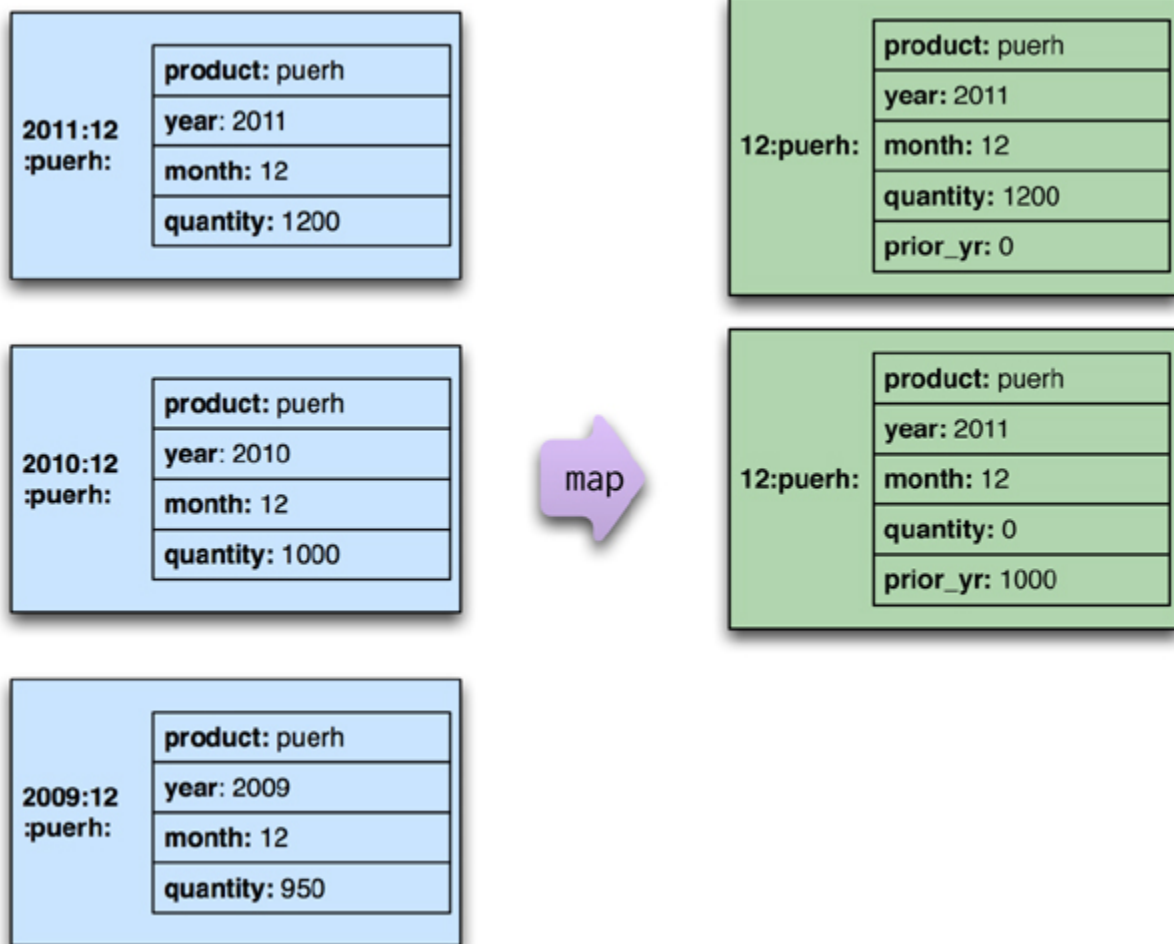 2011:12
:puerh:
product: puerh
year: 2011
month: 12
quantity: 1200
2010:12
:puerh:
product: puerh
year: 2010
month: 12
quantity: 1000
2009:12
:puerh:
product: puerh
year: 2009
month: 12
quantity: 950
map
12:puerh:
product: puerh
year: 2011
month: 12
quantity: 1200
prior_yr: 0
12:puerh:
product: puerh
year: 2011
month: 12
quantity: 0
prior_yr: 1000